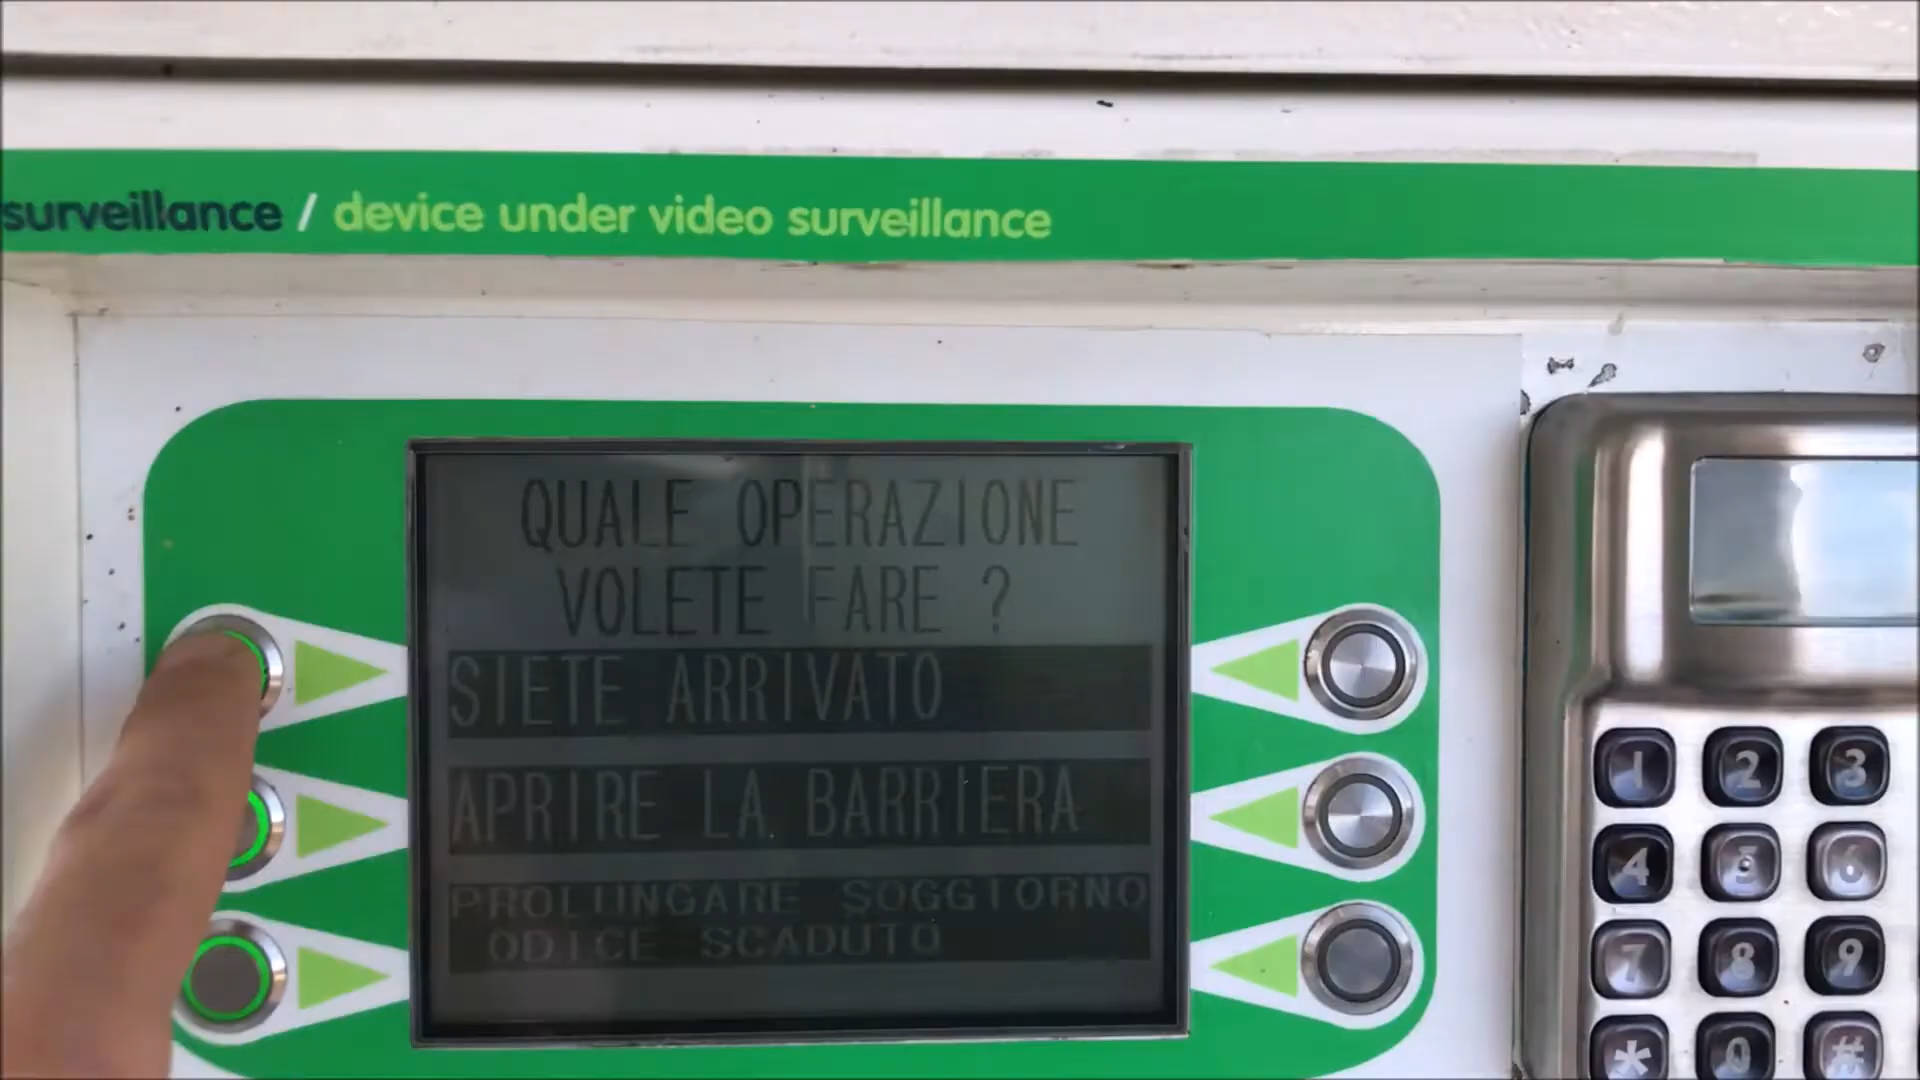 surveillance / device under video surveillance
QUALE OPERAZIONE
VOLETE FARE ?
SIETE ARRIVATO
APRIRE LA BARRIERA
PROLUNGARE SOGGIORNO
ODICE SCADUTO
1 2 3
4 5 6
7 8 9
* 0 #